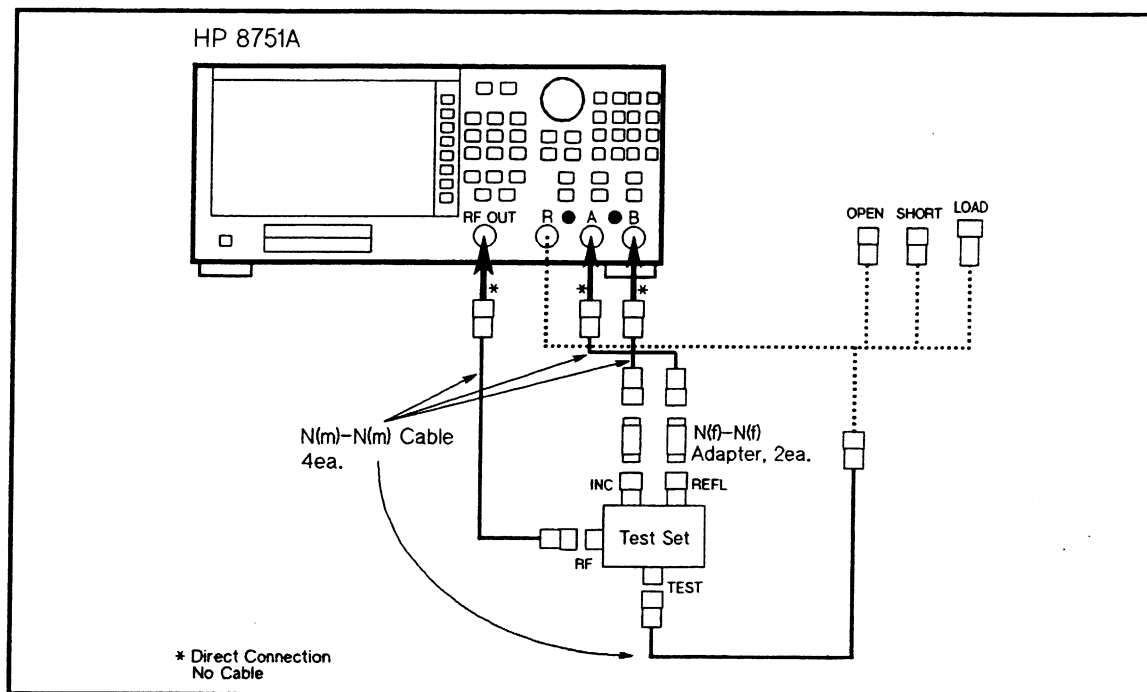 HP 8751A
RF OUT
R
A
B
*
*
*
OPEN
SHORT
LOAD
N(m)-N(m) Cable
4ea.
N(f)-N(f)
Adapter, 2ea.
INC
REFL
Test Set
RF
TEST
* Direct Connection
No Cable